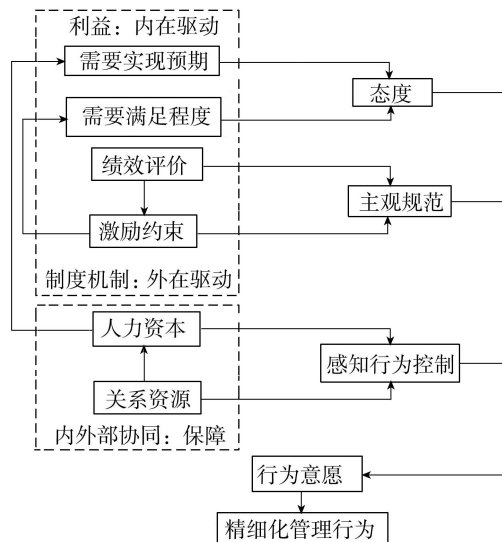 利益：内在驱动
需要实现预期
态度
需要满足程度
绩效评价
主观规范
激励约束
制度机制：外在驱动
人力资本
感知行为控制
关系资源
内外部协同：保障
行为意愿
精细化管理行为